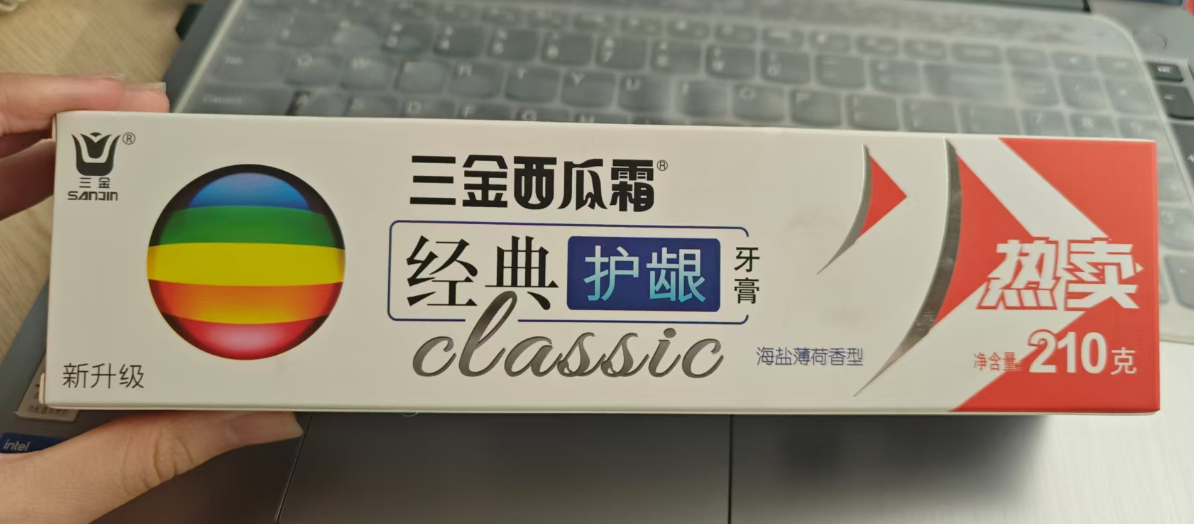 三金
SANJIN
®
三金西瓜霜®
经典护龈牙膏
classic
海盐薄荷香型
新升级
热卖
净含量:210克
intel